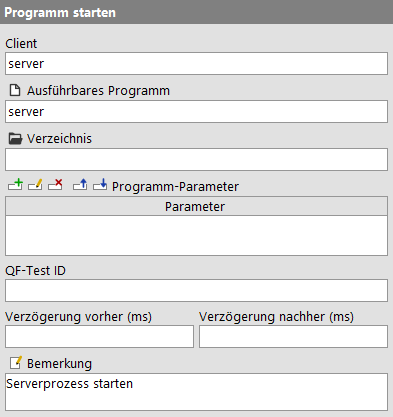 Programm starten
Client
server
Ausführbares Programm
server
Verzeichnis
Programm-Parameter
Parameter
QF-Test ID
Verzögerung vorher (ms) Verzögerung nachher (ms)
Bemerkung
Serverprozess starten